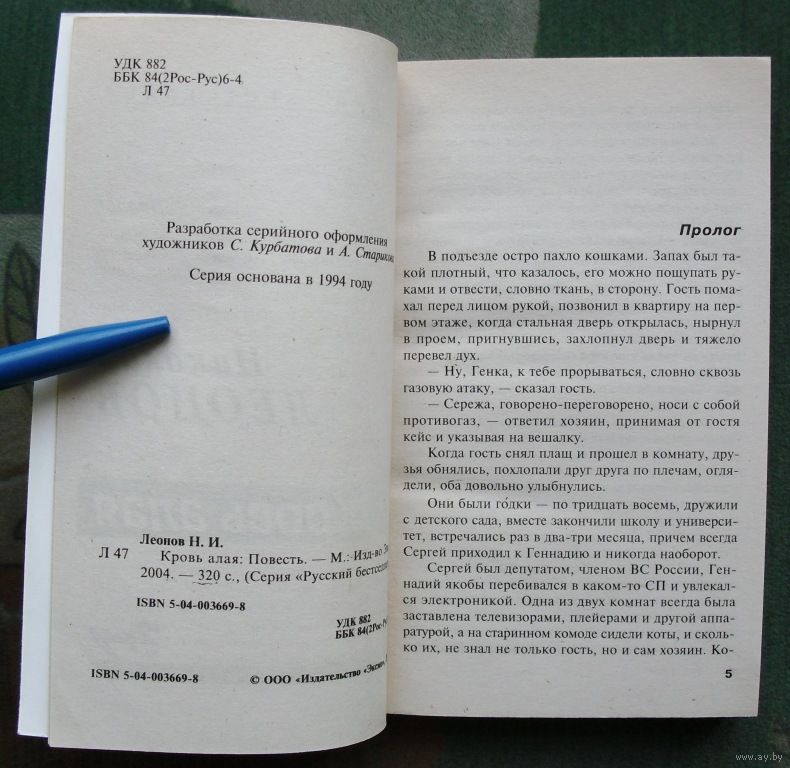 УДК 882
ББК 84(2Рос-Рус)6-4
Л 47
Разработка серийного оформления
художников С. Курбатова и А.
Серия основана в 1994 году
Леонов Н. И.
Л 47 Кровь алая: Повесть. — М.: Изд-во
2004. — 320 с., (Серия «Русский
ISBN 5-04-003669-8
УДК 882
ББК 84(2Рос-
ISBN 5-04-003669-8
© ООО «Издательство «Эксмо»,
Пролог
В подъезде остро пахло кошками. Запах был та-
кой плотный, что казалось, его можно пощупать ру-
ками и отвести, словно ткань, в сторону. Гость пома-
хал перед лицом рукой, позвонил в квартиру на пер-
вом этаже, когда стальная дверь открылась, нырнул
в проем, пригнувшись, захлопнул дверь и тяжело
перевел дух.
— Ну, Генка, к тебе прорываться, словно сквозь
газовую атаку, — сказал гость.
— Сережа, говорено-переговорено, носи с собой
противогаз, — ответил хозяин, принимая от гостя
кейс и указывая на вешалку.
Когда гость снял плащ и прошел в комнату, дру-
зья обнялись, похлопали друг друга по плечам, огля-
дели, оба довольно улыбнулись.
Они были го́дки — по тридцать восемь, дружили
с детского сада, вместе закончили школу и универси-
тет, встречались раз в два-три месяца, причем всегда
Сергей приходил к Геннадию и никогда наоборот.
Сергей был депутатом, членом ВС России, Ген-
надий якобы перебивался в каком-то СП и увлекал-
ся электроникой. Одна из двух комнат всегда была
заставлена телевизорами, плейерами и другой аппа-
ратурой, а на старинном комоде сидели коты, и сколь-
ко их, не знал не только гость, но и сам хозяин. Ко-
5
www.ay.by